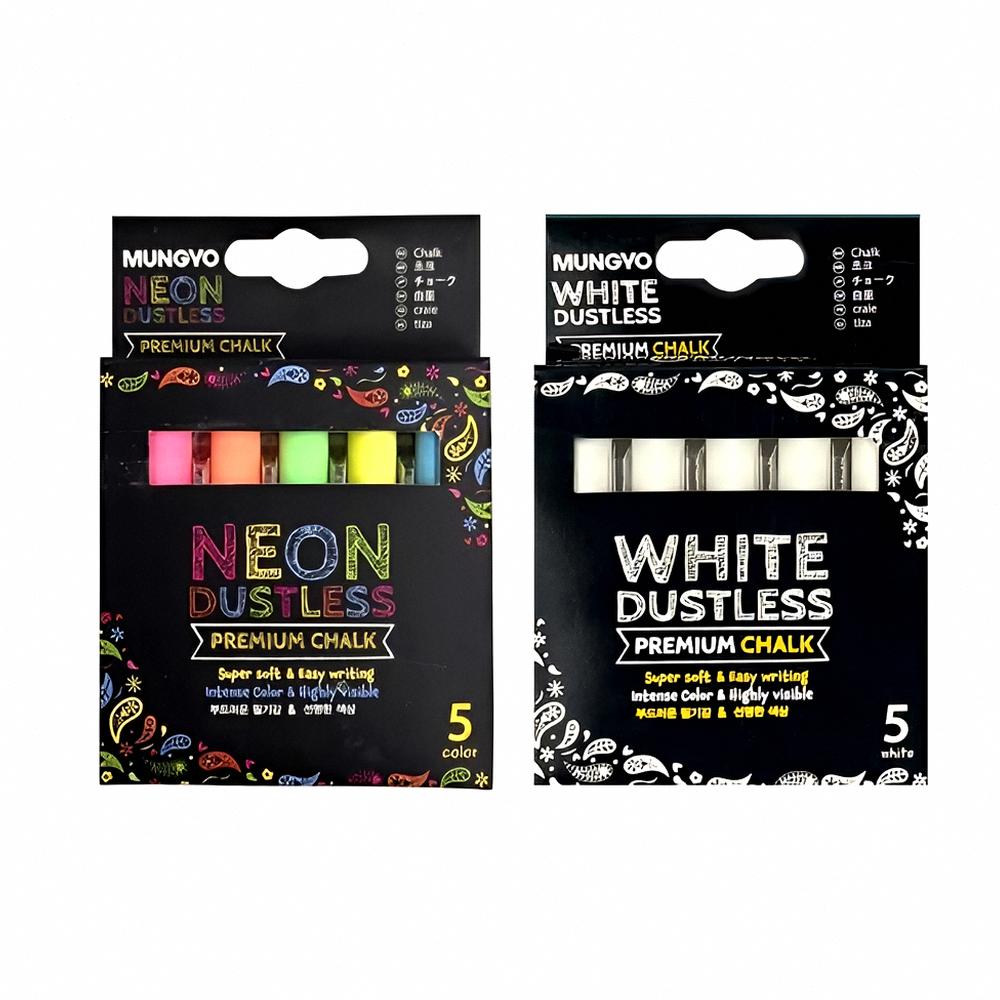 MUNGYO
NEON
DUSTLESS
PREMIUM CHALK
Chalk
チョーク
craie
tiza
NEON
DUSTLESS
PREMIUM CHALK
Super soft & Easy writing
Intense Color & Highly Visible
부드러운 필기감 & 선명한 색상
5
color
MUNGYO
WHITE
DUSTLESS
PREMIUM CHALK
Chalk
チョーク
craie
tiza
WHITE
DUSTLESS
PREMIUM CHALK
Super soft & Easy writing
Intense Color & Highly visible
부드러운 필기감 & 선명한 색상
5
white